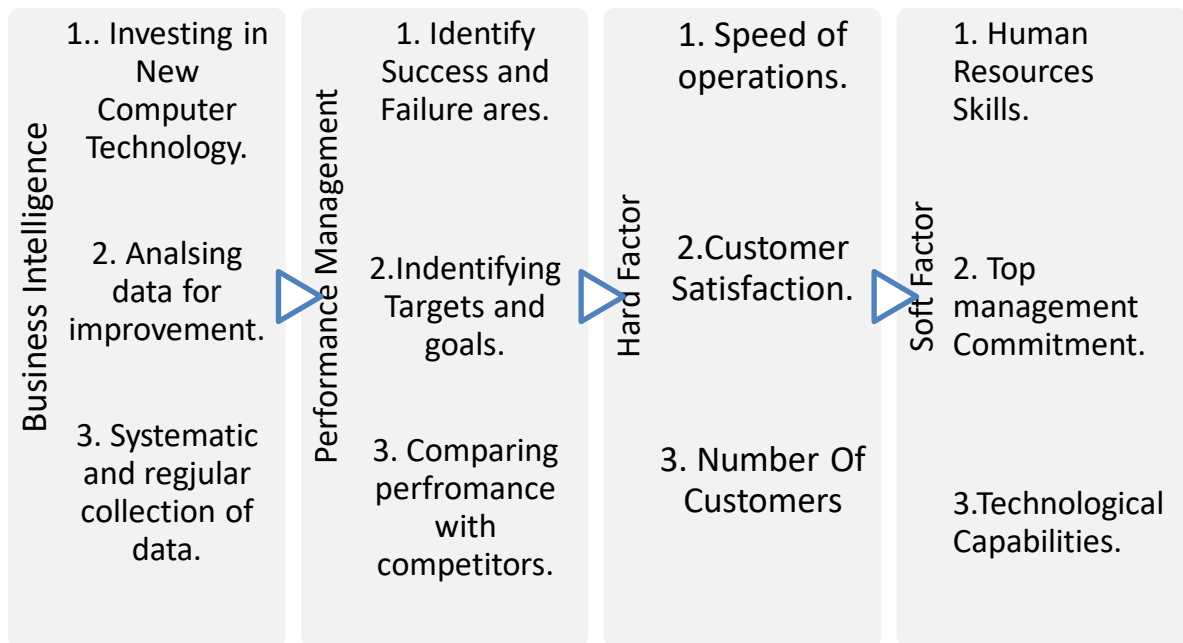 Business Intelligence
1.. Investing in
New
Computer
Technology.
2. Analsing
data for
improvement.
3. Systematic
and regjular
collection of
data.
Performance Management
1. Identify
Success and
Failure ares.
2.Indentifying
Targets and
goals.
3. Comparing
perfromance
with
competitors.
Hard Factor
1. Speed of
operations.
2.Customer
Satisfaction.
3. Number Of
Customers
Soft Factor
1. Human
Resources
Skills.
2. Top
management
Commitment.
3.Technological
Capabilities.